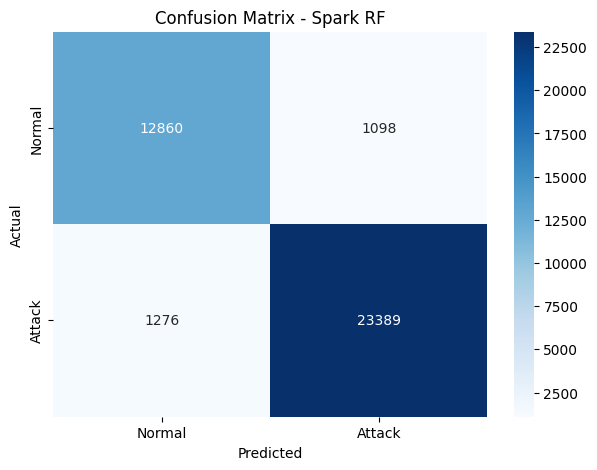 Confusion Matrix - Spark RF
Actual
Normal
Attack
12860
1098
1276
23389
Normal
Attack
Predicted
22500
20000
17500
15000
12500
10000
7500
5000
2500